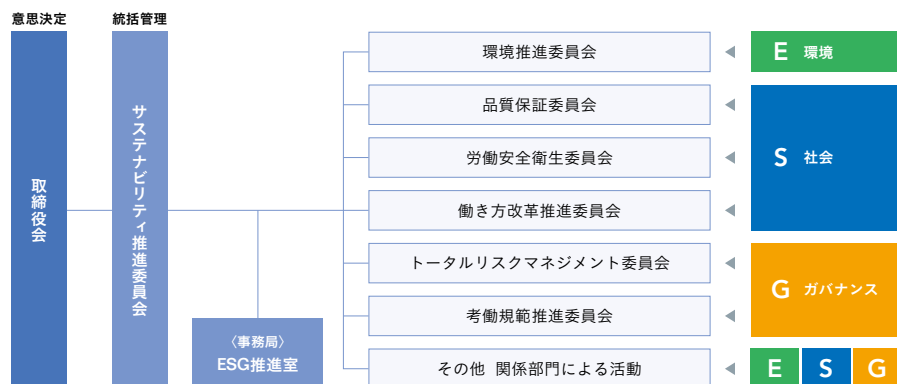 意思決定
統括管理
取締役会
サステナビリティ推進委員会
〈事務局〉
ESG推進室
環境推進委員会
品質保証委員会
労働安全衛生委員会
働き方改革推進委員会
トータルリスクマネジメント委員会
考働規範推進委員会
その他 関係部門による活動
E 環境
S 社会
G ガバナンス
E S G